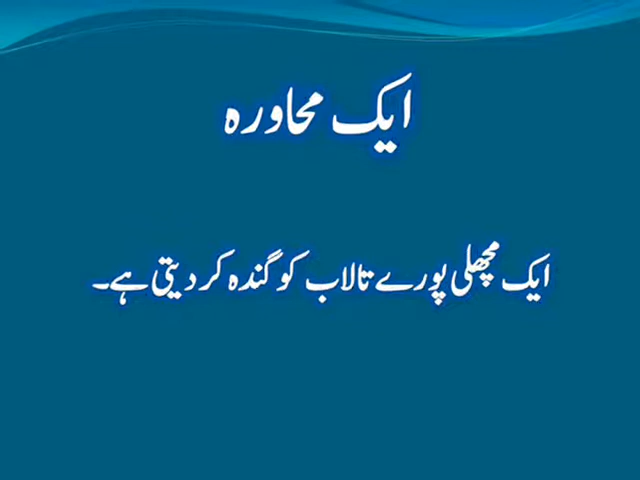 ایک محاورہ
ایک مچھلی پورے تالاب کو گندہ کر دیتی ہے۔